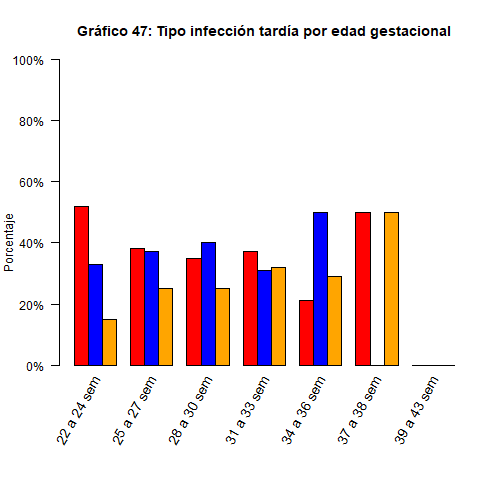 Gráfico 47: Tipo infección tardía por edad gestacional
100%
80%
60%
40%
20%
0%
Porcentaje
22 a 24 sem
25 a 27 sem
28 a 30 sem
31 a 33 sem
34 a 36 sem
37 a 38 sem
39 a 43 sem